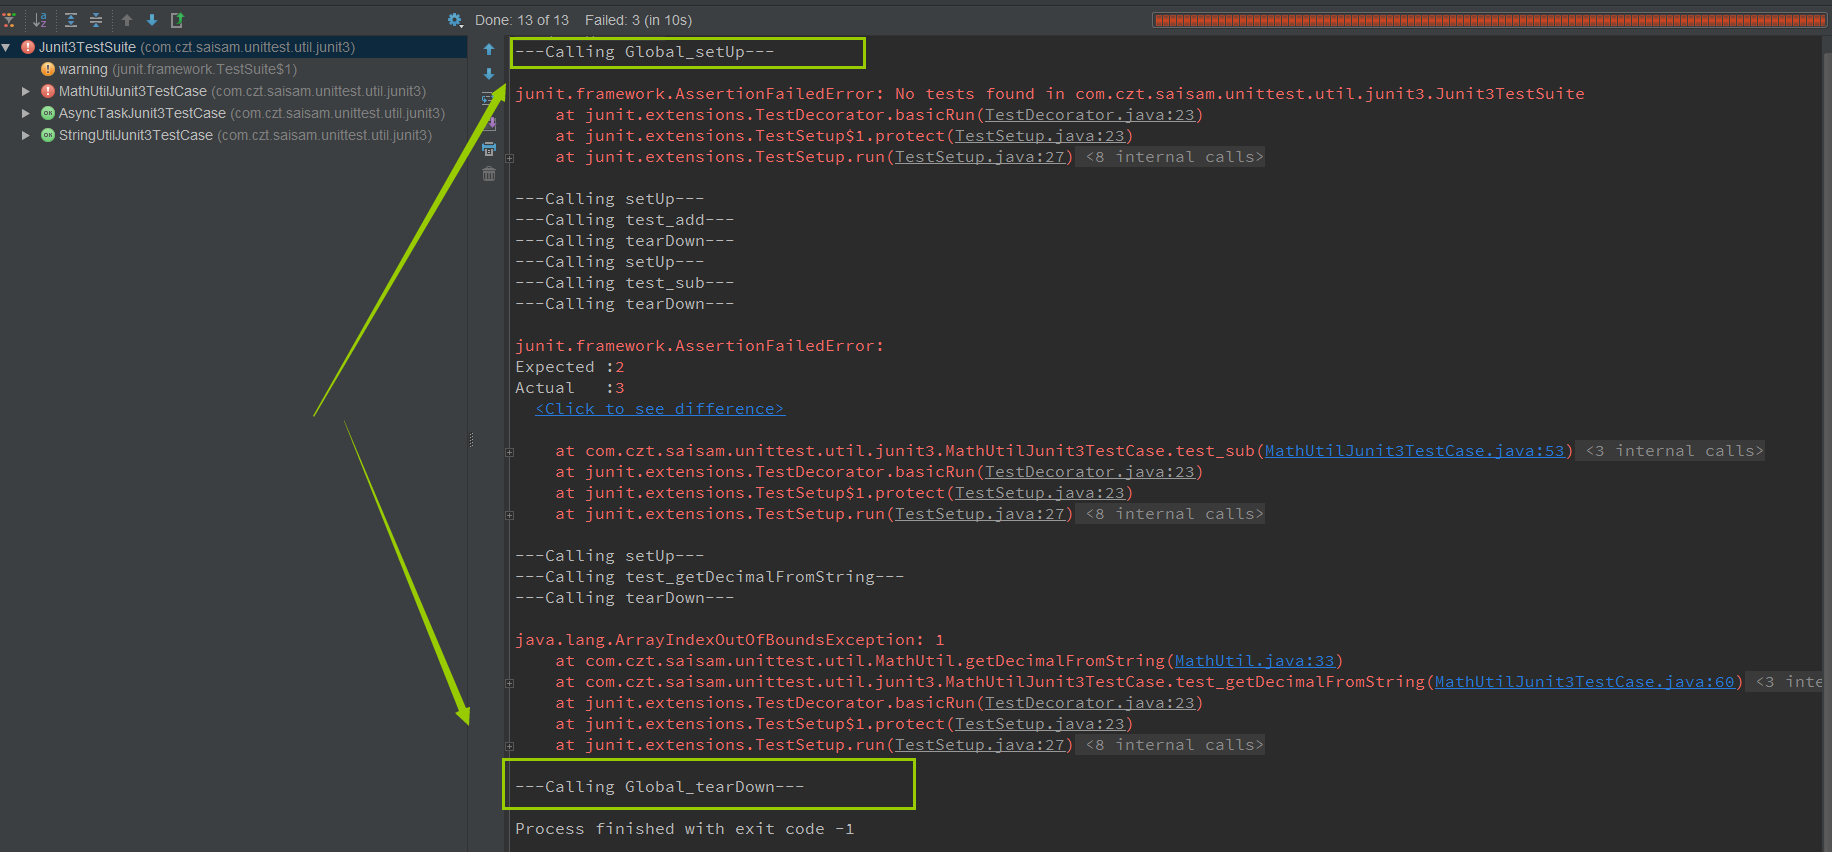 Done: 13 of 13 Failed: 3 (in 10s)
Junit3TestSuite (com.czt.saisam.unittest.util.junit3)
warning (junit.framework.TestSuite$1)
MathUtilJunit3TestCase (com.czt.saisam.unittest.util.junit3)
AsyncTaskJunit3TestCase (com.czt.saisam.unittest.util.junit3)
StringUtilJunit3TestCase (com.czt.saisam.unittest.util.junit3)
---Calling Global_setUp---
junit.framework.AssertionFailedError: No tests found in com.czt.saisam.unittest.util.junit3.Junit3TestSuite
at junit.extensions.TestDecorator.basicRun(TestDecorator.java:23)
at junit.extensions.TestSetup$1.protect(TestSetup.java:23)
at junit.extensions.TestSetup.run(TestSetup.java:27) <8 internal calls>
---Calling setUp---
---Calling test_add---
---Calling tearDown---
---Calling setUp---
---Calling test_sub---
---Calling tearDown---
junit.framework.AssertionFailedError:
Expected :2
Actual :3
<Click to see difference>
at com.czt.saisam.unittest.util.junit3.MathUtilJunit3TestCase.test_sub(MathUtilJunit3TestCase.java:53) <3 internal calls>
at junit.extensions.TestDecorator.basicRun(TestDecorator.java:23)
at junit.extensions.TestSetup$1.protect(TestSetup.java:23)
at junit.extensions.TestSetup.run(TestSetup.java:27) <8 internal calls>
---Calling setUp---
---Calling test_getDecimalFromString---
---Calling tearDown---
java.lang.ArrayIndexOutOfBoundsException: 1
at com.czt.saisam.unittest.util.MathUtil.getDecimalFromString(MathUtil.java:33)
at com.czt.saisam.unittest.util.junit3.MathUtilJunit3TestCase.test_getDecimalFromString(MathUtilJunit3TestCase.java:60) <3 inte
at junit.extensions.TestDecorator.basicRun(TestDecorator.java:23)
at junit.extensions.TestSetup$1.protect(TestSetup.java:23)
at junit.extensions.TestSetup.run(TestSetup.java:27) <8 internal calls>
---Calling Global_tearDown---
Process finished with exit code -1